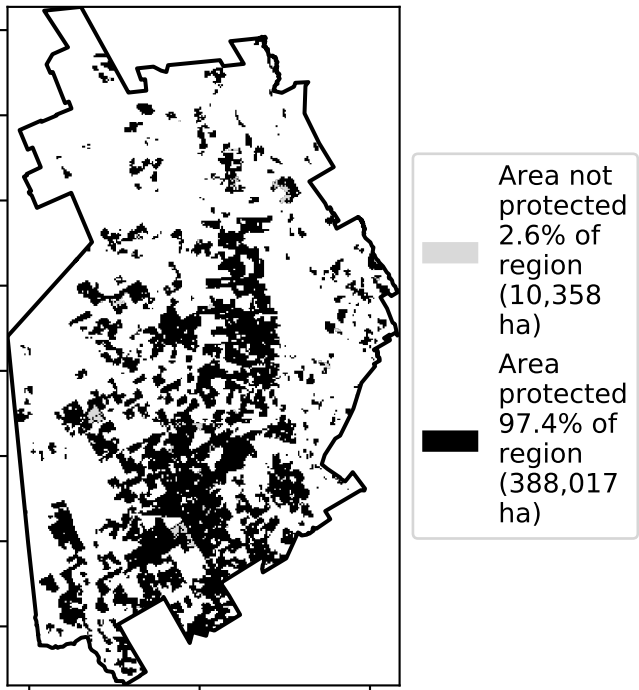 Area not
protected
2.6% of
region
(10,358
ha)
Area
protected
97.4% of
region
(388,017
ha)